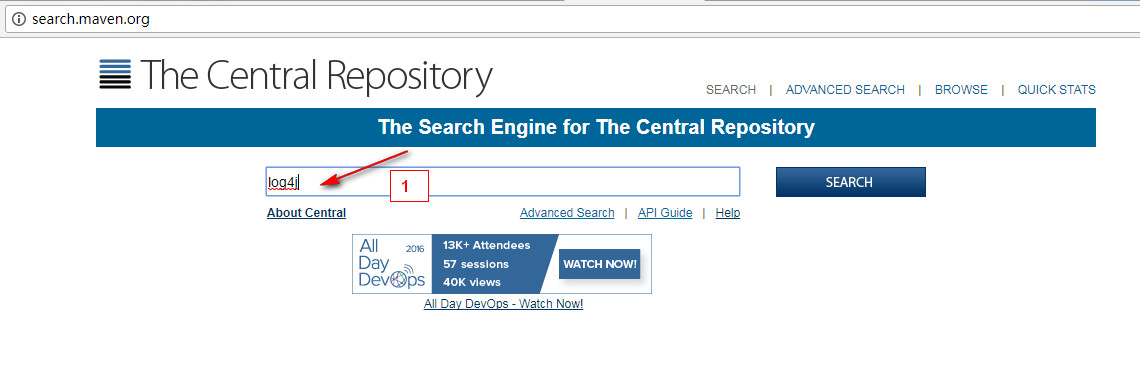 search.maven.org
The Central Repository
SEARCH | ADVANCED SEARCH | BROWSE | QUICK STATS
The Search Engine for The Central Repository
log4j
1
SEARCH
About Central
Advanced Search | API Guide | Help
All
Day
DevOps
2016
13K+ Attendees
57 sessions
40K views
WATCH NOW!
All Day DevOps - Watch Now!